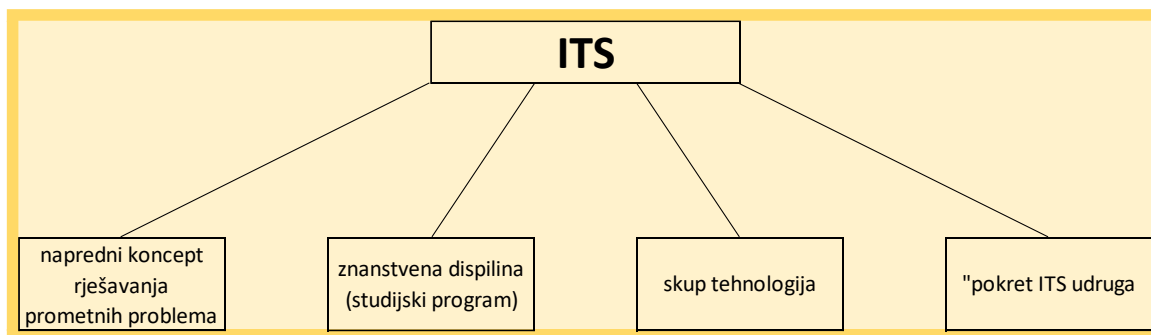 ITS
napredni koncept
rješavanja
prometnih problema
znanstvena dispilina
(studijski program)
skup tehnologija
"pokret ITS udruga